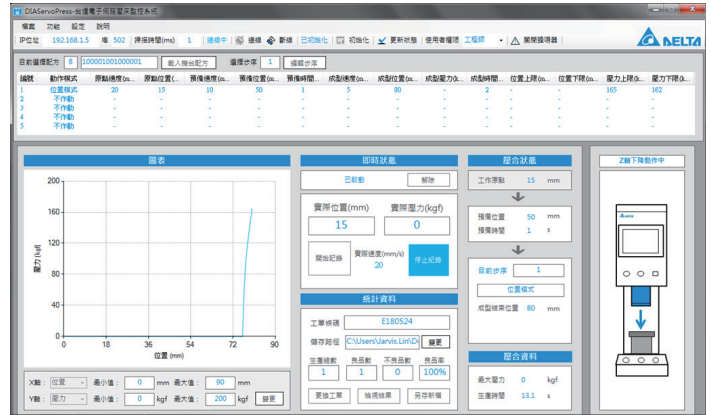 DIAServoPress-台達電子伺服壓床監控系統
檔案 功能 設定 說明
IP位址 192.168.1.5 埠 502 掃描時間(ms) 1 連線中 連線 斷線 已初始化 初始化 更新狀態 使用者權限 工程師 關閉蜂鳴器
DELTA
目前選擇配方 8 100001001000001 載入機台配方 選擇步序 1 編輯步序
編號 動作模式 原點速度(m... 原點位置(... 預備速度(m... 預備位置(m... 預備時間... 成型速度(m... 成型位置(m... 成型壓力(k... 成型時間... 位置上限(m... 位置下限(m... 壓力上限(k... 壓力下限(k...
1 位置模式 20 15 10 50 1 5 80 - 2 - - 165 162
2 不作動 - - - - - - - - - - - - -
3 不作動 - - - - - - - - - - - - -
4 不作動 - - - - - - - - - - - - -
5 不作動 - - - - - - - - - - - - -
圖表
200
160
120
80
40
0
壓力 (kgf)
0 18 36 54 72 90
位置 (mm)
X軸: 位置 最小值: 0 mm 最大值: 90 mm
Y軸: 壓力 最小值: 0 kgf 最大值: 200 kgf 變更
即時狀態
已啟動 解除
實際位置(mm) 實際壓力(kgf)
15 0
開始記錄 實際速度(mm/s) 20 停止紀錄
統計資料
工單條碼 E180524
儲存路徑 C:\Users\Jarvis.Lin\De 變更
生產總數 良品數 不良品數 良品率
1 1 0 100%
更換工單 檢視結果 另存新檔
壓合狀態
工作原點 15 mm
預備位置 50 mm
預備時間 1 s
目前步序 1
位置模式
成型結束位置 80 mm
壓合資料
最大壓力 0 kgf
生產時間 13.1 s
Z軸下降動作中
DELTA